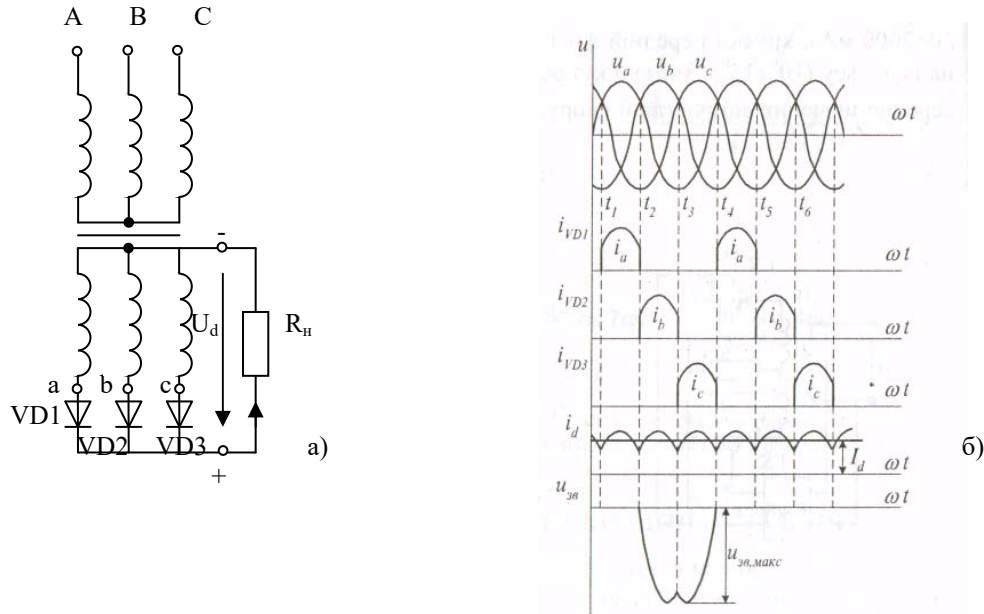 A B C
-
U_d
R_н
a b c
VD1
VD2 VD3
+
а)
u
u_a u_b u_c
ωt
t_1 t_2 t_3 t_4 t_5 t_6
i_VD1
i_a i_a
ωt
i_VD2
i_b i_b
ωt
i_VD3
i_c i_c
ωt
i_d
I_d
ωt
u_зв
ωt
u_зв.макс
б)